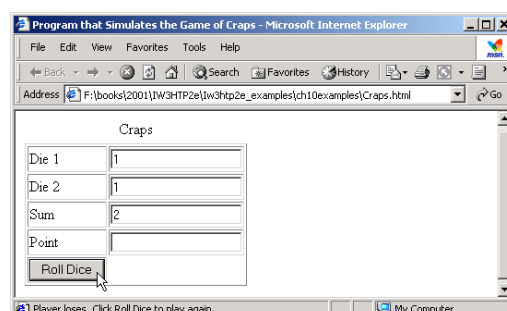 Program that Simulates the Game of Craps - Microsoft Internet Explorer
File Edit View Favorites Tools Help
msn.
Back Search Favorites History »
Address F:\books\2001\IW3HTP2e\Iw3htp2e_examples\ch10examples\Craps.html Go
Craps
Die 1 1
Die 2 1
Sum 2
Point
Roll Dice
Player loses. Click Roll Dice to play again. My Computer